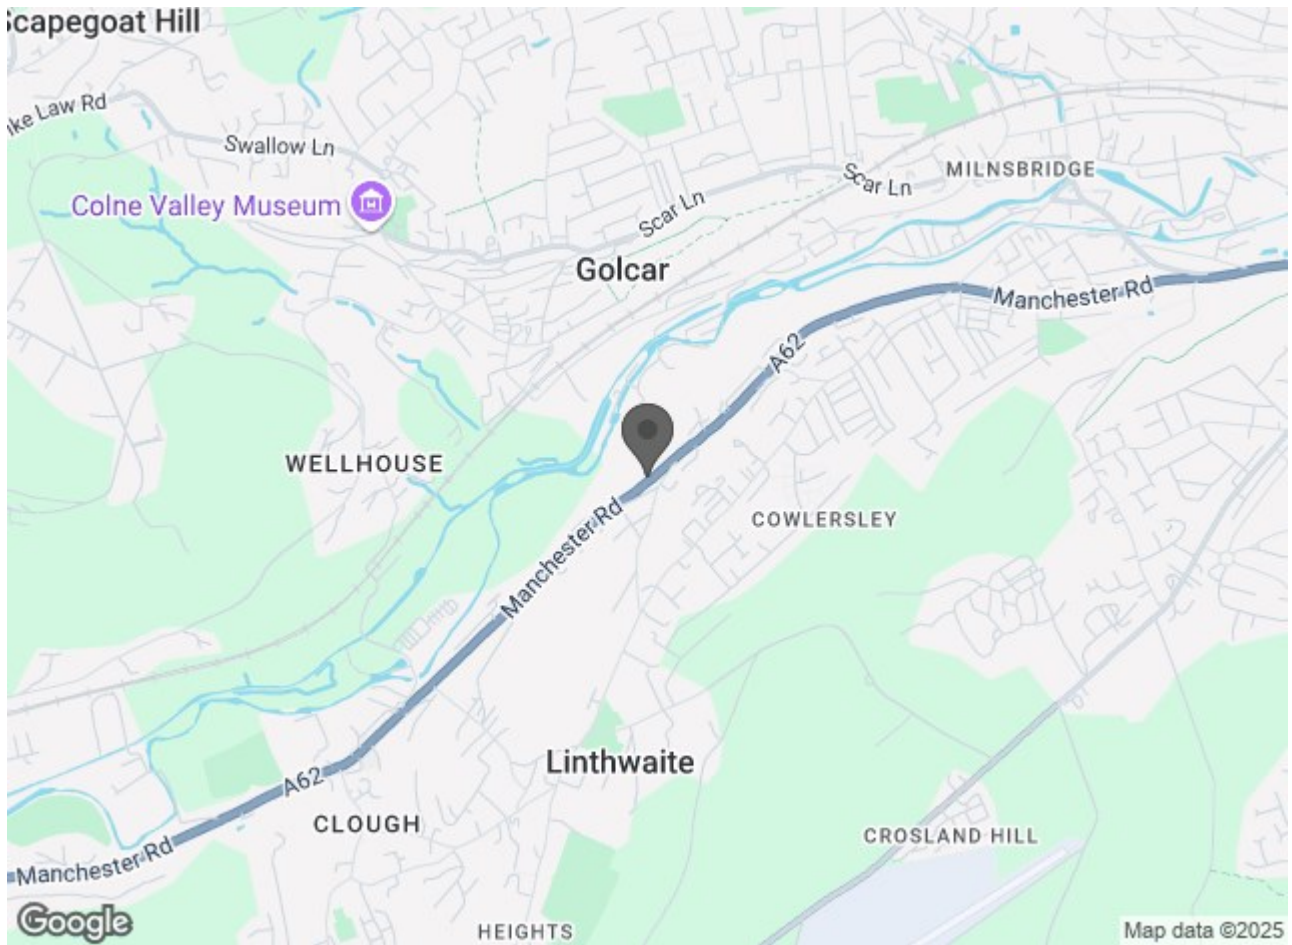 Scapegoat Hill
ike Law Rd
Swallow Ln
Scar Ln
MILNSBRIDGE
Colne Valley Museum
Scar Ln
Golcar
Manchester Rd
A62
WELLHOUSE
Manchester Rd
COWLERSLEY
Linthwaite
A62
CLOUGH
CROSLAND HILL
Manchester Rd
Google
HEIGHTS
Map data ©2025